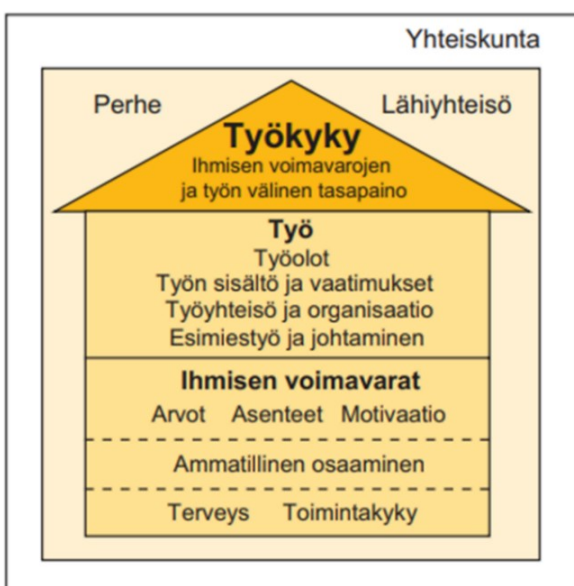 Yhteiskunta
Perhe
Lähiyhteisö
Työkyky
Ihmisen voimavarojen
ja työn välinen tasapaino
Työ
Työolot
Työn sisältö ja vaatimukset
Työyhteisö ja organisaatio
Esimiestyö ja johtaminen
Ihmisen voimavarat
Arvot Asenteet Motivaatio
Ammatillinen osaaminen
Terveys Toimintakyky